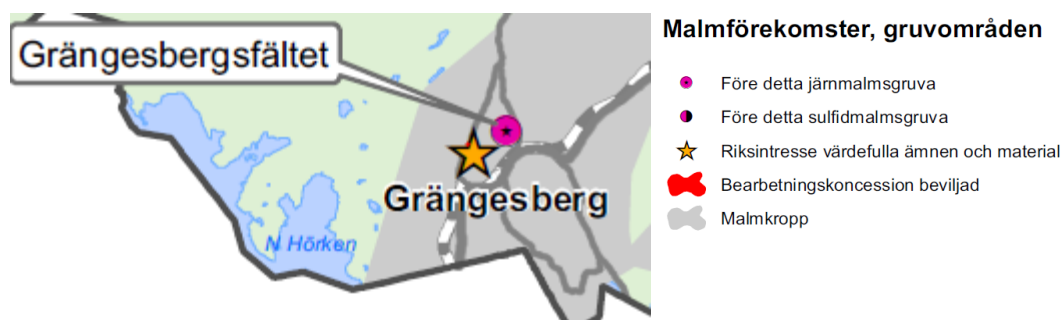 Grängesbergsfältet
Grängesberg
N Hörken
Malmförekomster, gruvområden
Före detta järnmalmsgruva
Före detta sulfidmalmsgruva
Riksintresse värdefulla ämnen och material
Bearbetningskoncession beviljad
Malmkropp